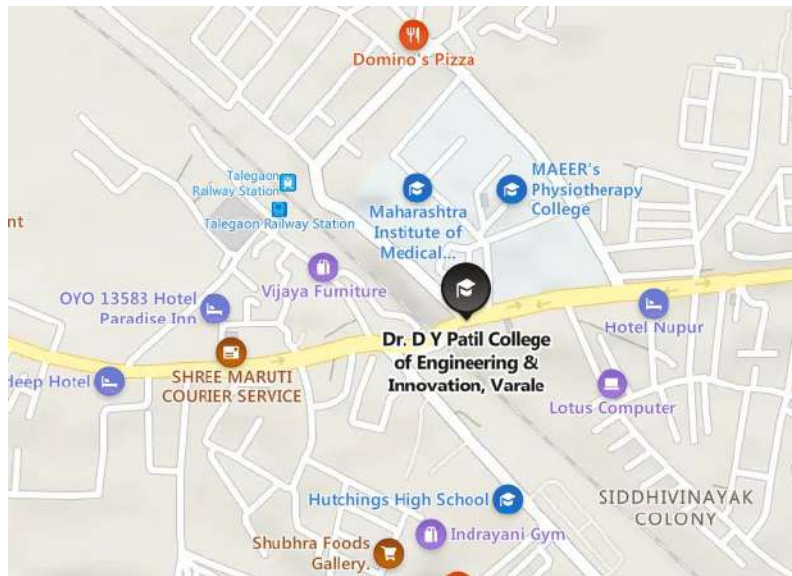 Domino's Pizza
Talegaon
Railway Station
Talegaon Railway Station
MAEER's
Physiotherapy
College
Maharashtra
Institute of
Medical...
nt
Vijaya Furniture
OYO 13583 Hotel
Paradise Inn
Hotel Nupur
Dr. D Y Patil College
of Engineering &
Innovation, Varale
deep Hotel
SHREE MARUTI
COURIER SERVICE
Lotus Computer
Hutchings High School
SIDDHIVINAYAK
COLONY
Indrayani Gym
Shubhra Foods
Gallery.